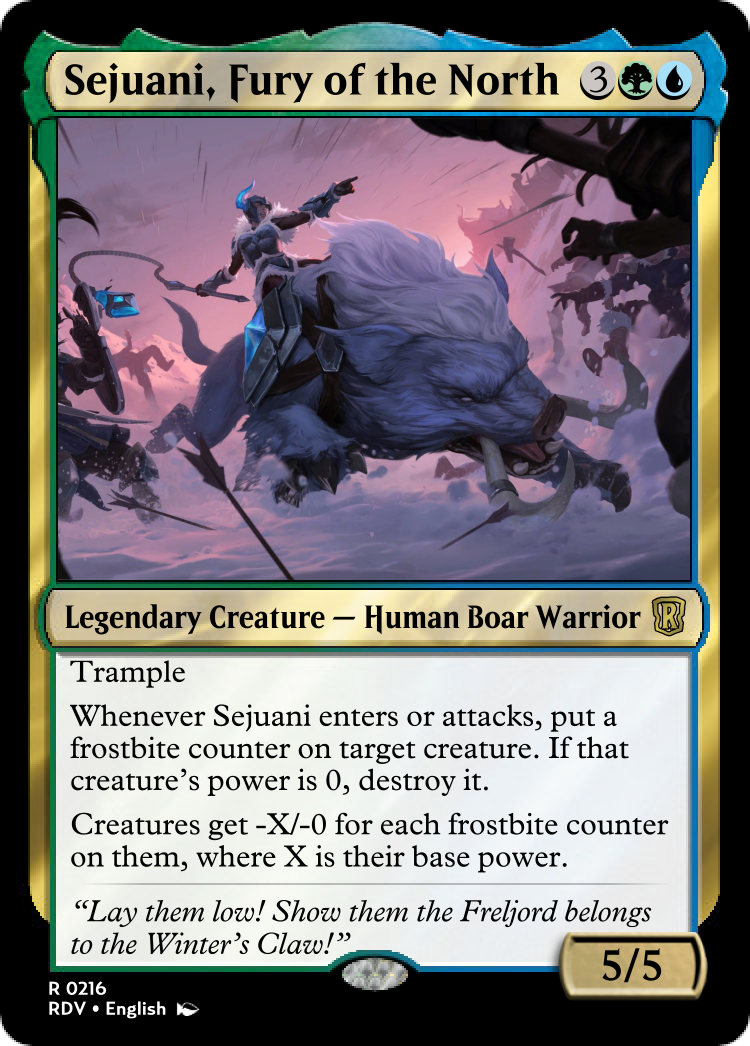 Sejuani, Fury of the North 3
Legendary Creature — Human Boar Warrior R
Trample
Whenever Sejuani enters or attacks, put a
frostbite counter on target creature. If that
creature's power is 0, destroy it.
Creatures get -X/-0 for each frostbite counter
on them, where X is their base power.
"Lay them low! Show them the Freljord belongs
to the Winter's Claw!"
5/5
R 0216
RDV • English